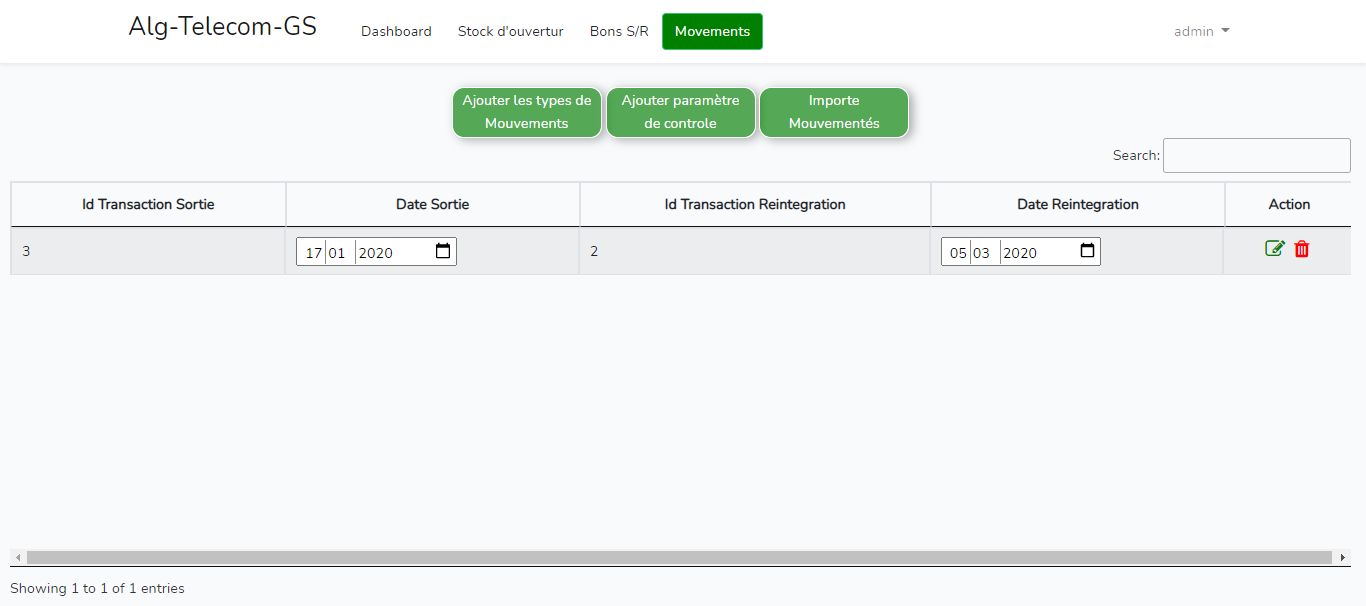 Alg-Telecom-GS Dashboard Stock d'ouvertur Bons S/R Movements admin
Ajouter les types de Mouvements
Ajouter paramètre de controle
Importe Mouvementés
Search:
Id Transaction Sortie Date Sortie Id Transaction Reintegration Date Reintegration Action
3 17 01 2020 2 05 03 2020
Showing 1 to 1 of 1 entries